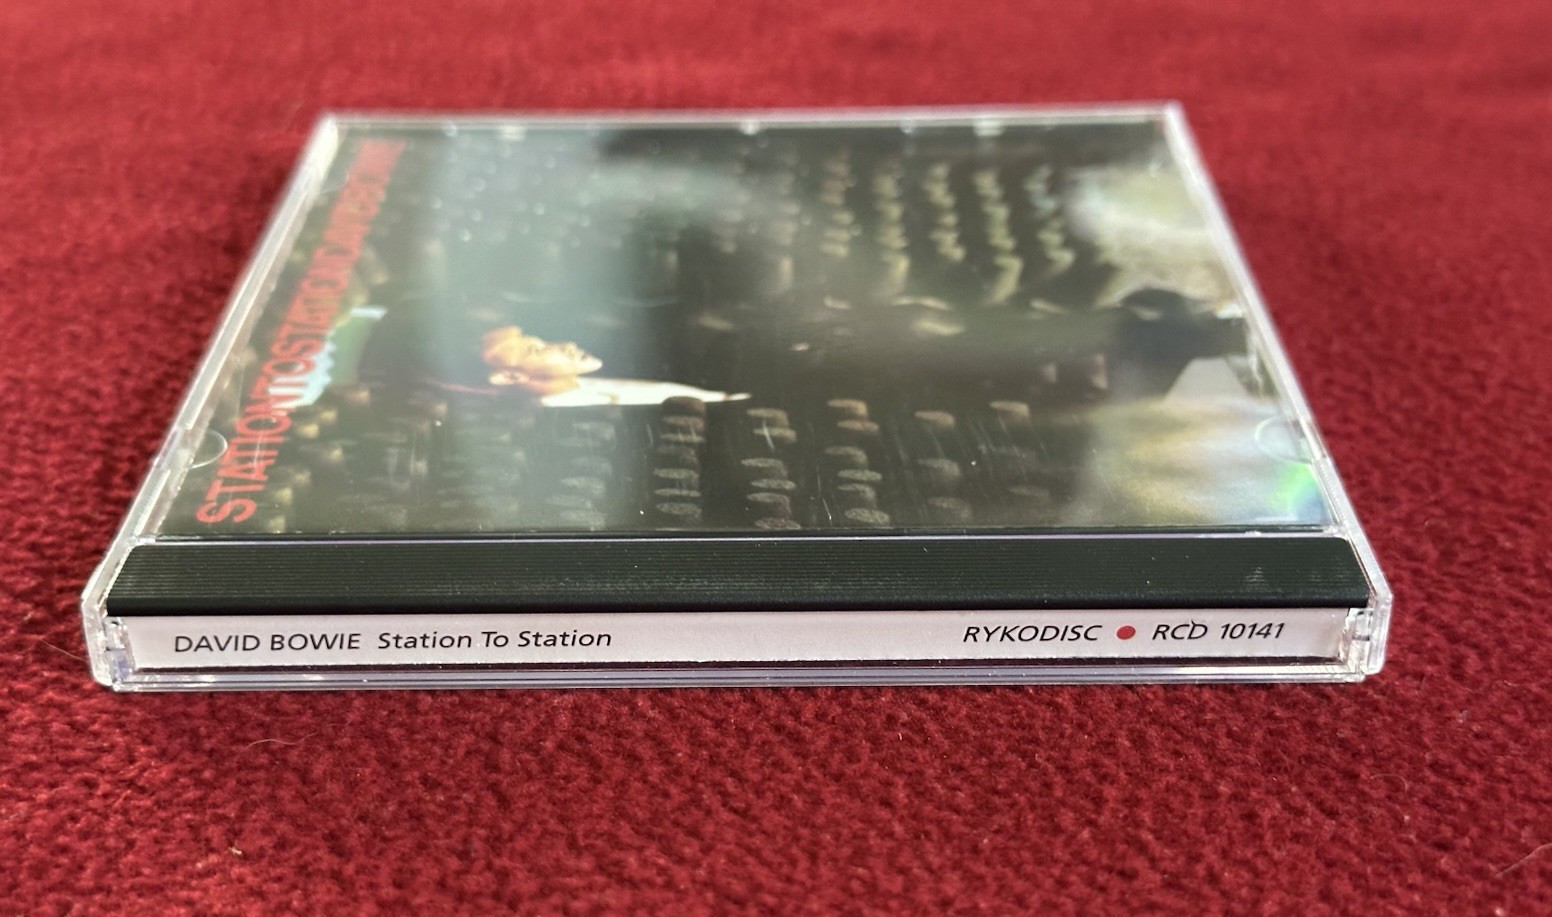 STATIONTOSTATIONDAVIDBOWIE
DAVID BOWIE Station To Station
RYKODISC ● RCD 10141